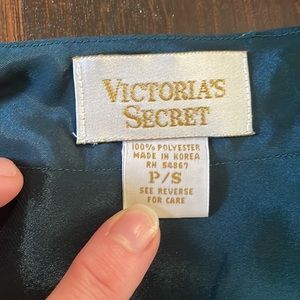 VICTORIA'S
SECRET
100% POLYESTER
MADE IN KOREA
RN 54867
P/S
SEE REVERSE
FOR CARE